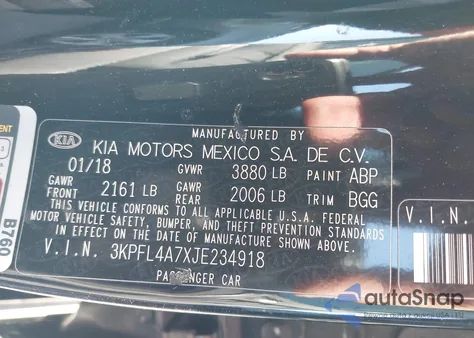 MANUFACTURED BY
KIA KIA MOTORS MEXICO S.A. DE C.V.
01/18 GVWR 3880 LB PAINT ABP
GAWR FRONT 2161 LB GAWR REAR 2006 LB TRIM BGG
THIS VEHICLE CONFORMS TO ALL APPLICABLE U.S.A. FEDERAL
MOTOR VEHICLE SAFETY, BUMPER, AND THEFT PREVENTION STANDARDS
IN EFFECT ON THE DATE OF MANUFACTURE SHOWN ABOVE.
V.I.N. 3KPFL4A7XJE234918
PASSENGER CAR
V.I.N.
B760
autoSnap